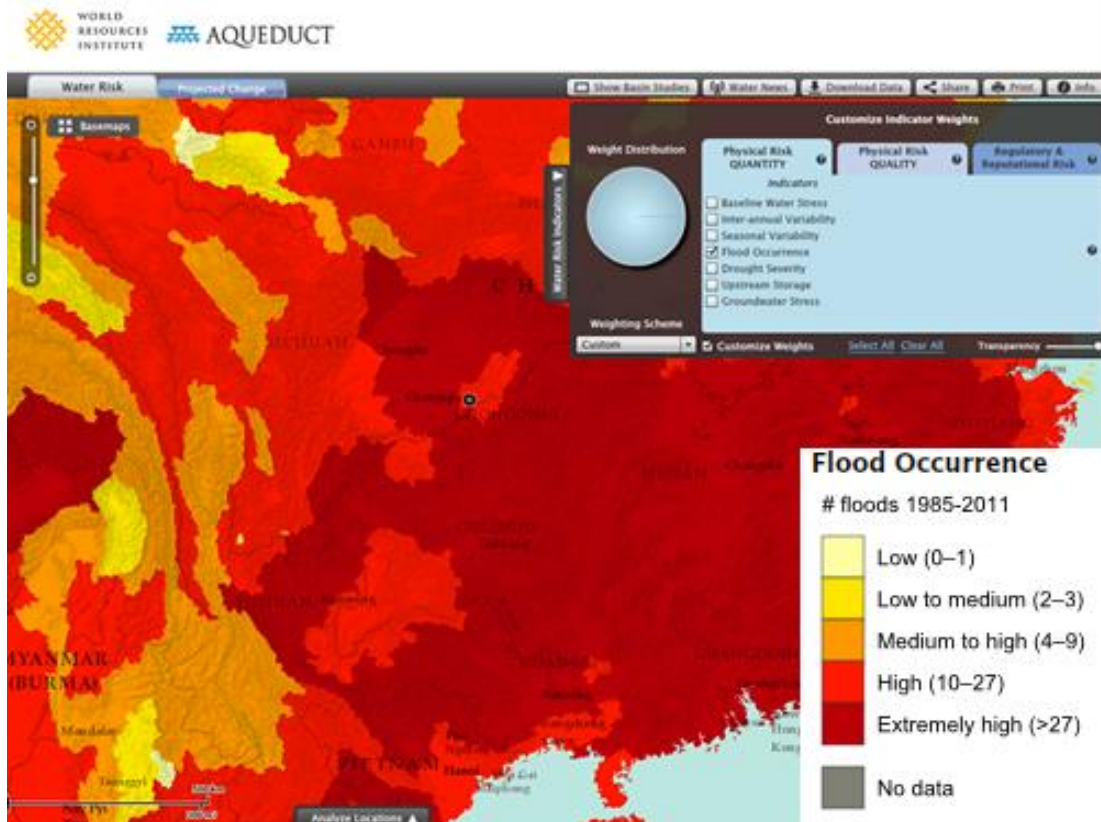 WORLD
RESOURCES
INSTITUTE
AQUEDUCT
Water Risk
Projected Change
Show Basin Studies
Water News
Download Data
Share
Print
Info
Basemaps
Water Risk Indicators
Customize Indicator Weights
Weight Distribution
Physical Risk
QUANTITY
Physical Risk
QUALITY
Regulatory &
Reputational Risk
Indicators
Baseline Water Stress
Inter-annual Variability
Seasonal Variability
Flood Occurrence
Drought Severity
Upstream Storage
Groundwater Stress
Weighting Scheme
Custom
Customize Weights
Select All
Clear All
Transparency
MYANMAR
(BURMA)
Mandalay
VIETNAM
Hanoi
Analyze Locations
Flood Occurrence
# floods 1985-2011
Low (0–1)
Low to medium (2–3)
Medium to high (4–9)
High (10–27)
Extremely high (>27)
No data